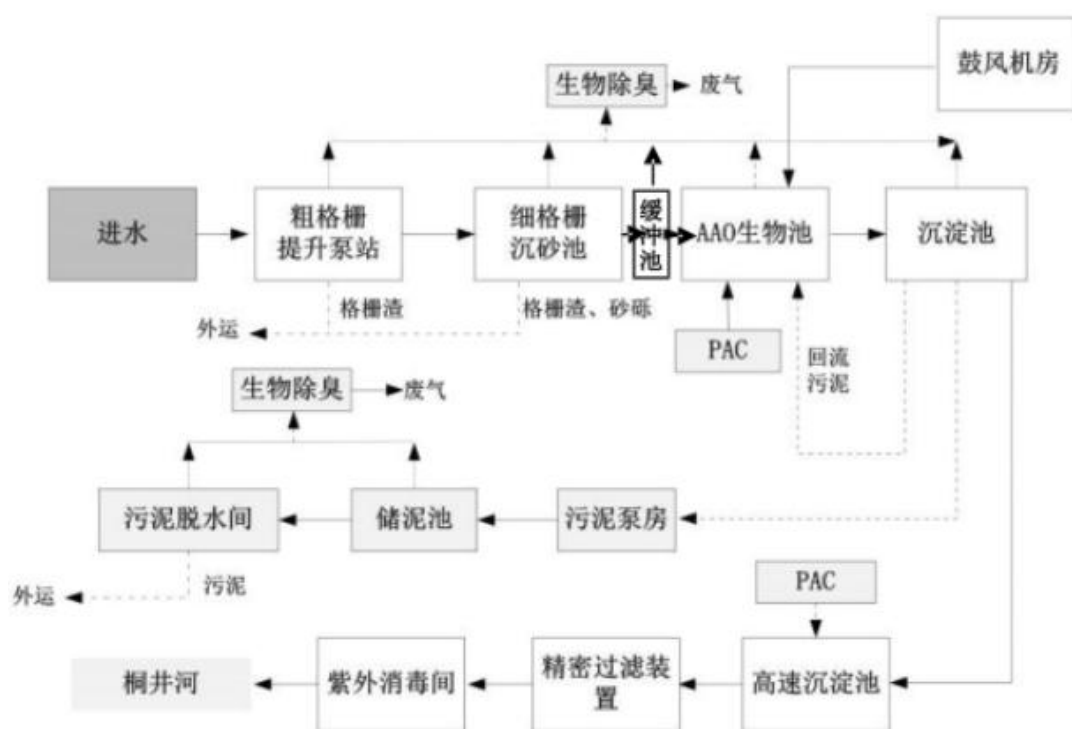 鼓风机房
生物除臭
废气
进水
粗格栅
提升泵站
细格栅
沉砂池
缓
冲
池
AAO生物池
沉淀池
格栅渣
格栅渣、砂砾
外运
PAC
回流
污泥
生物除臭
废气
污泥脱水间
储泥池
污泥泵房
污泥
外运
PAC
桐井河
紫外消毒间
精密过滤装
置
高速沉淀池